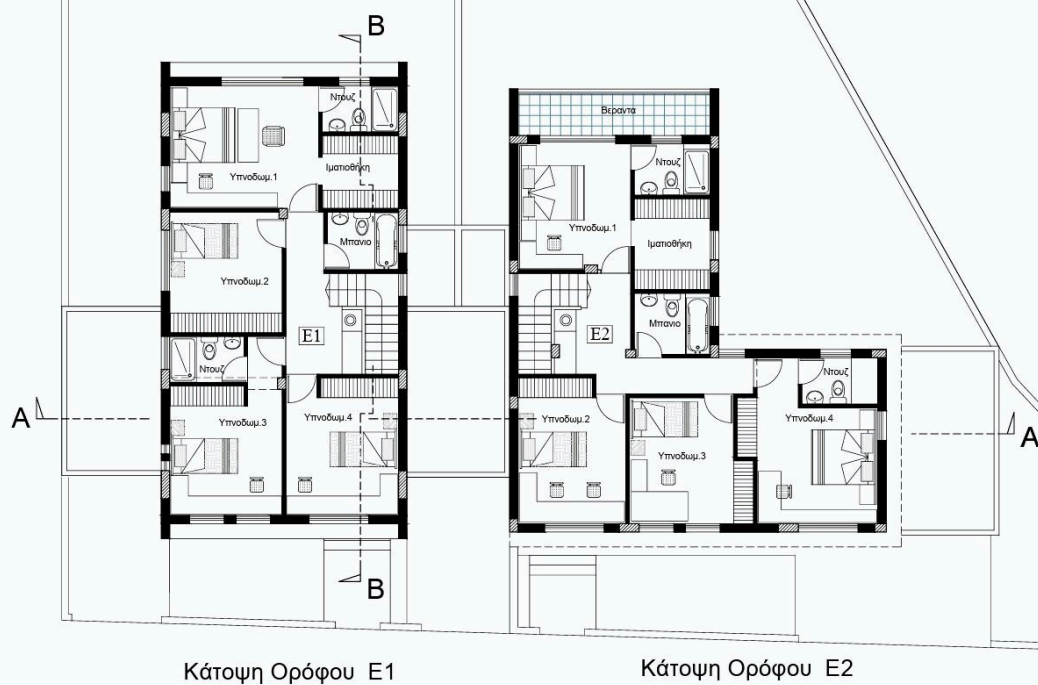 B
Ντουζ
Υπνοδωμ.1
Ιματιοθήκη
Μπανιο
Υπνοδωμ.2
E1
Ντουζ
Υπνοδωμ.3
Υπνοδωμ.4
A
B
Βεραντα
Ντουζ
Υπνοδωμ.1
Ιματιοθήκη
Μπανιο
E2
Υπνοδωμ.2
Υπνοδωμ.3
Ντουζ
Υπνοδωμ.4
A
Κάτοψη Ορόφου E1
Κάτοψη Ορόφου E2